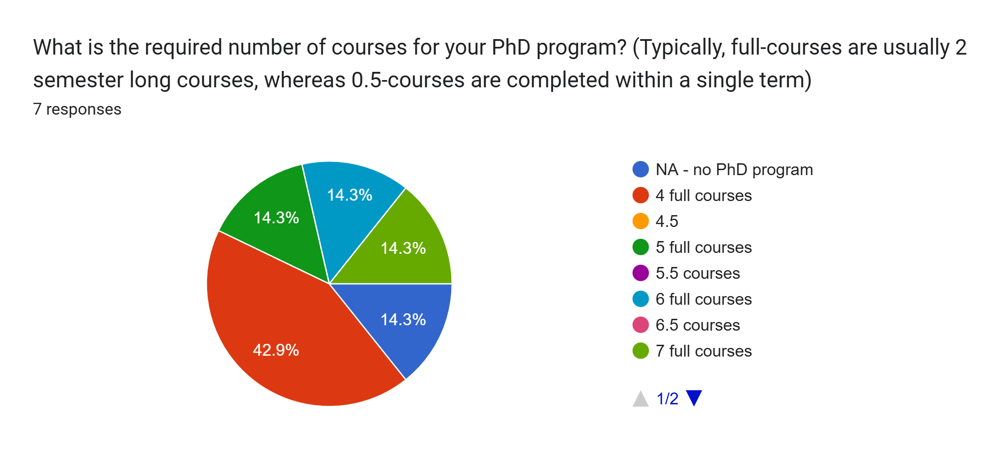 What is the required number of courses for your PhD program? (Typically, full-courses are usually 2
semester long courses, whereas 0.5-courses are completed within a single term)
7 responses
14.3%
14.3%
14.3%
14.3%
42.9%
NA - no PhD program
4 full courses
4.5
5 full courses
5.5 courses
6 full courses
6.5 courses
7 full courses
1/2